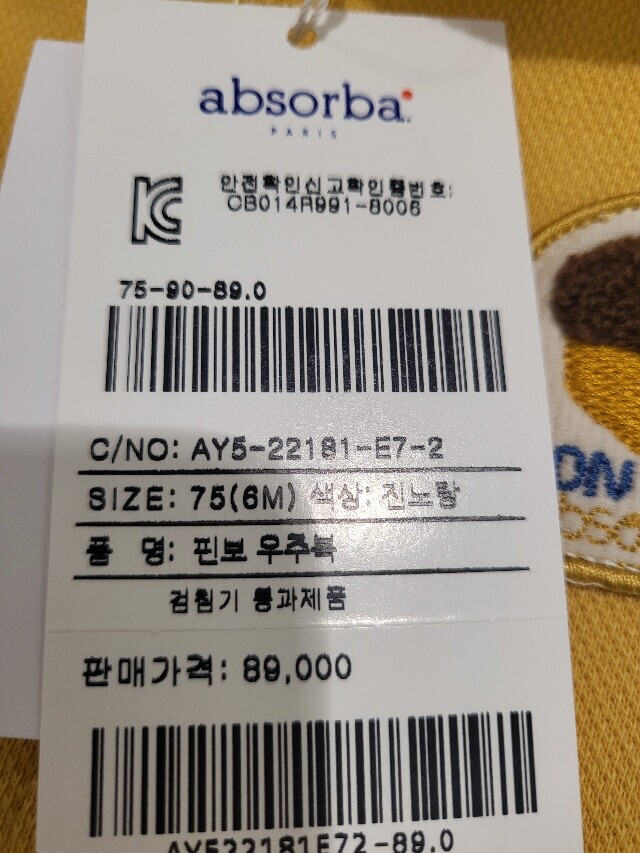 absorba
PARIS
안전확인신고확인증번호:
CB014R991-8006
75-90-89.0
C/NO: AY5-22181-E7-2
SIZE: 75(6M) 색상: 진노랑
품 명: 핀보 우주복
검침기 통과제품
판매가격: 89,000
AY522181E72-89.0
ON